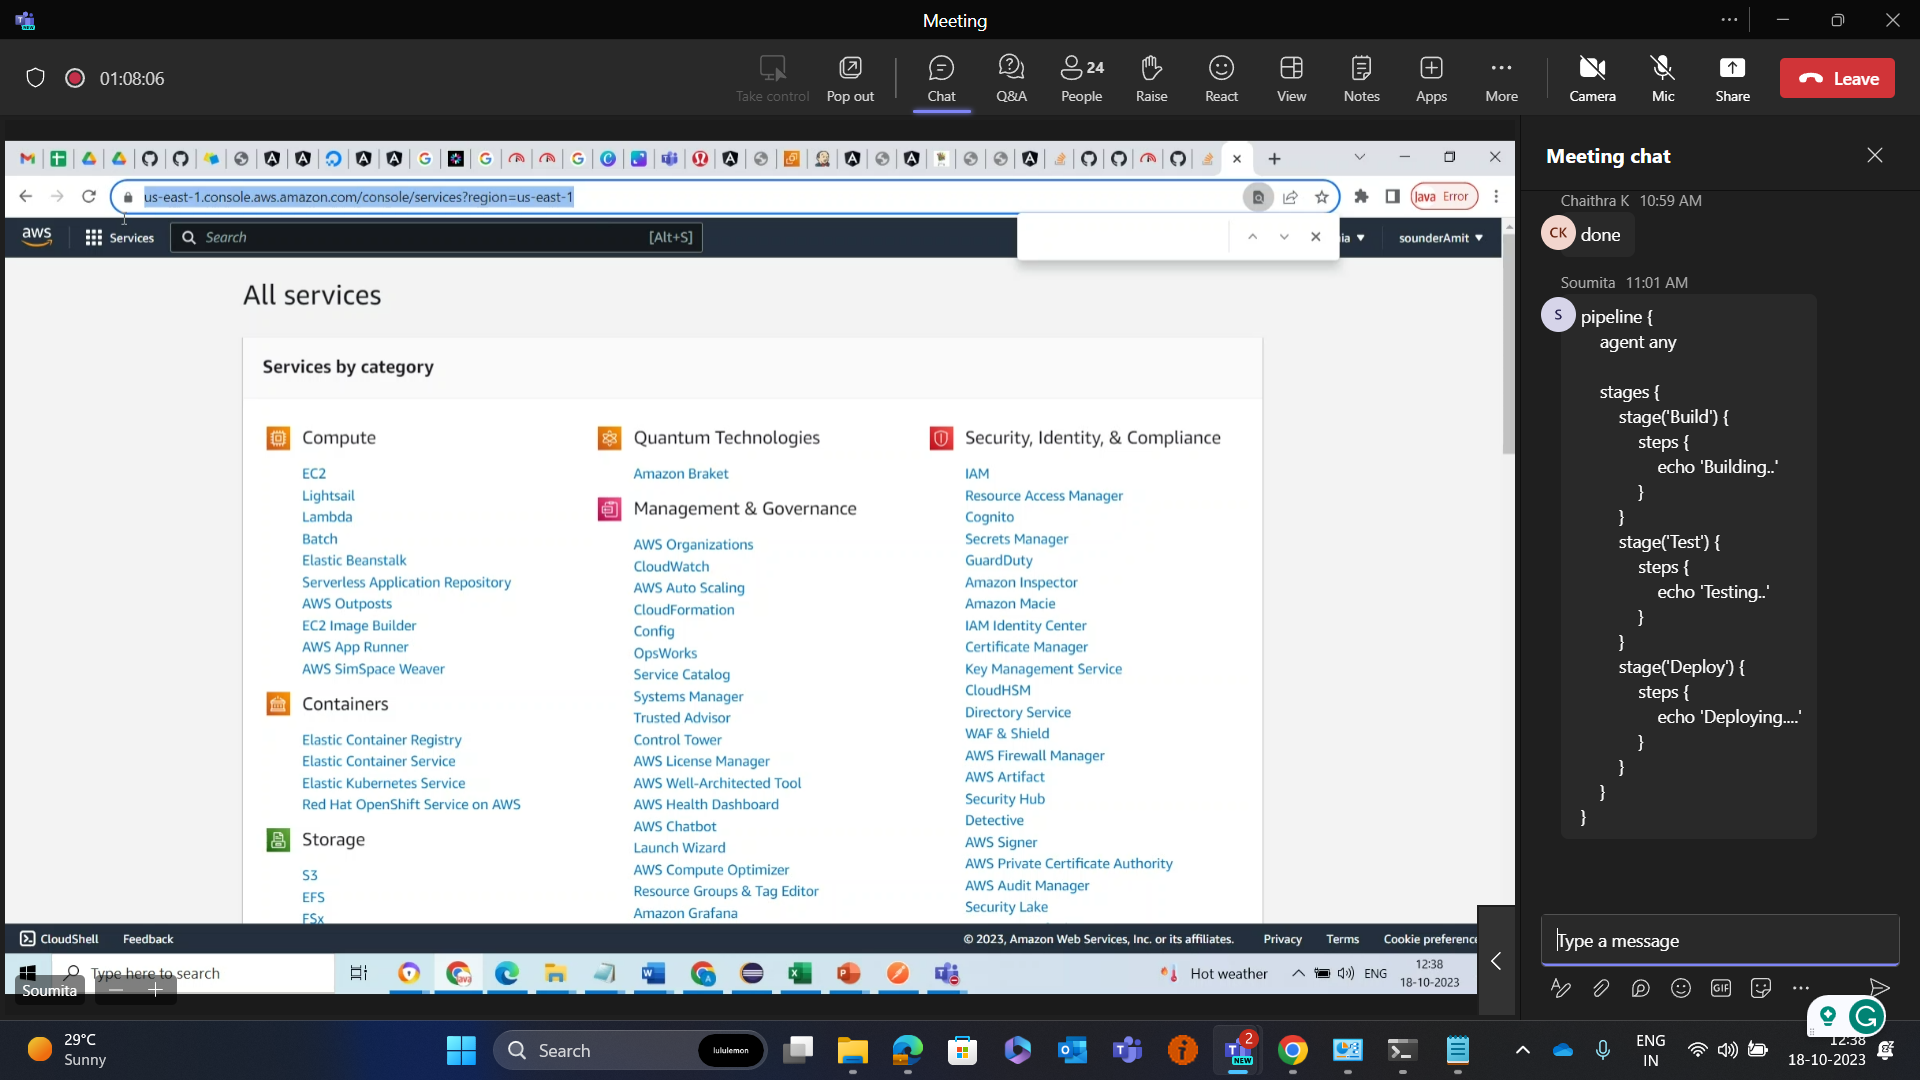 Meeting
01:08:06
Take control
Pop out
Chat
Q&A
24
People
Raise
React
View
Notes
Apps
More
Camera
Mic
Share
Leave
us-east-1.console.aws.amazon.com/console/services?region=us-east-1
Java Error
aws
Services
Search
[Alt+S]
ia
sounderAmit
All services
Services by category
Compute
EC2
Lightsail
Lambda
Batch
Elastic Beanstalk
Serverless Application Repository
AWS Outposts
EC2 Image Builder
AWS App Runner
AWS SimSpace Weaver
Containers
Elastic Container Registry
Elastic Container Service
Elastic Kubernetes Service
Red Hat OpenShift Service on AWS
Storage
S3
EFS
FSx
Quantum Technologies
Amazon Braket
Management & Governance
AWS Organizations
CloudWatch
AWS Auto Scaling
CloudFormation
Config
OpsWorks
Service Catalog
Systems Manager
Trusted Advisor
Control Tower
AWS License Manager
AWS Well-Architected Tool
AWS Health Dashboard
AWS Chatbot
Launch Wizard
AWS Compute Optimizer
Resource Groups & Tag Editor
Amazon Grafana
Security, Identity, & Compliance
IAM
Resource Access Manager
Cognito
Secrets Manager
GuardDuty
Amazon Inspector
Amazon Macie
IAM Identity Center
Certificate Manager
Key Management Service
CloudHSM
Directory Service
WAF & Shield
AWS Firewall Manager
AWS Artifact
Security Hub
Detective
AWS Signer
AWS Private Certificate Authority
AWS Audit Manager
Security Lake
CloudShell
Feedback
© 2023, Amazon Web Services, Inc. or its affiliates.
Privacy
Terms
Cookie preference
Type here to search
Hot weather
ENG
12:38
18-10-2023
Soumita
Meeting chat
Chaithra K 10:59 AM
CK
done
Soumita 11:01 AM
S
pipeline {
agent any
stages {
stage('Build') {
steps {
echo 'Building..'
}
}
stage('Test') {
steps {
echo 'Testing..'
}
}
stage('Deploy') {
steps {
echo 'Deploying....'
}
}
}
}
Type a message
GIF
29°C
Sunny
Search
lululemon
2
NEW
ENG
IN
12:38
18-10-2023